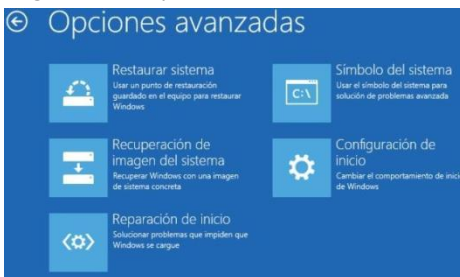 Opciones avanzadas
Restaurar sistema
Usar un punto de restauración
guardado en el equipo para restaurar
Windows
Recuperación de
imagen del sistema
Recuperar Windows con una imagen
de sistema concreta
Reparación de inicio
Solucionar problemas que impiden que
Windows se cargue
C:\
Símbolo del sistema
Usar el símbolo del sistema para
solución de problemas avanzada
Configuración de
inicio
Cambiar el comportamiento de inicio
de Windows